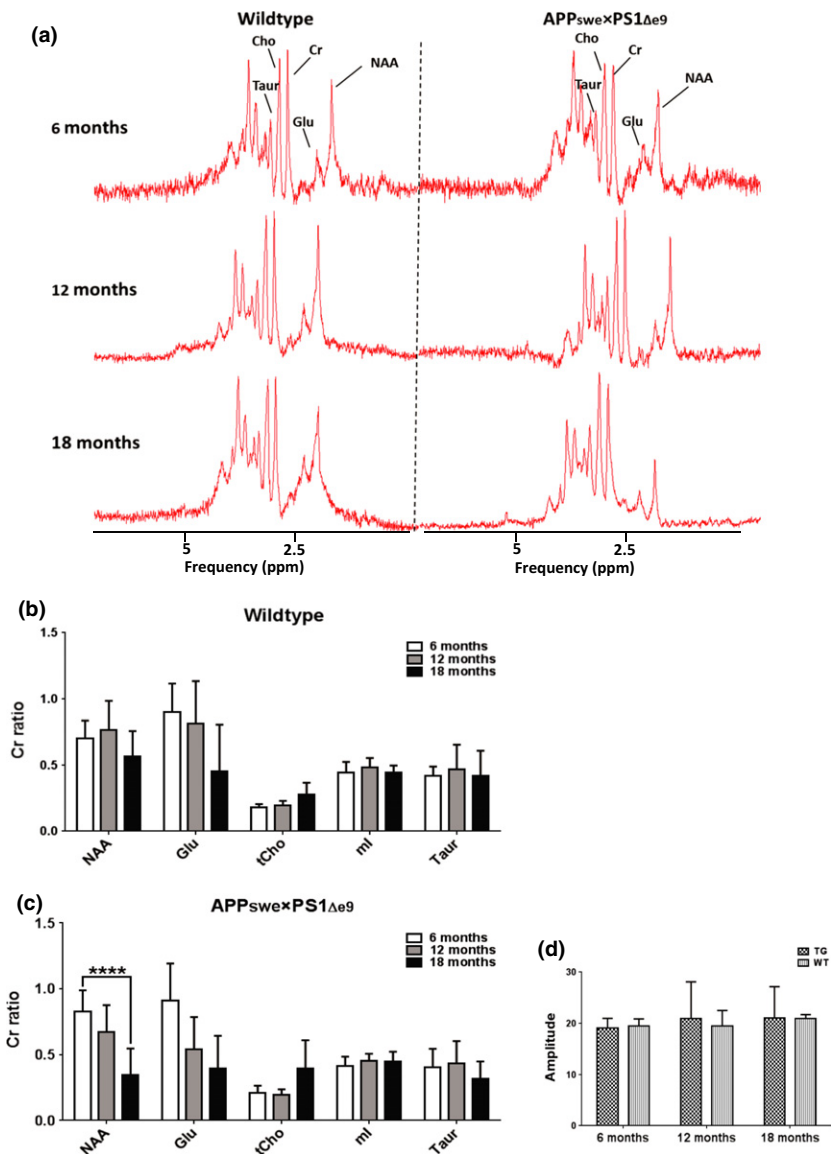 (a)
Wildtype
APPswe×PS1Δe9
Cho
Cr
NAA
Taur
Glu
Cho
Cr
NAA
Taur
Glu
6 months
12 months
18 months
5 2.5
Frequency (ppm)
5 2.5
Frequency (ppm)
(b)
Wildtype
1.5
1.0
0.5
0.0
Cr ratio
6 months
12 months
18 months
NAA Glu tCho mI Taur
(c)
APPswe×PS1Δe9
1.5
1.0
0.5
0.0
Cr ratio
****
6 months
12 months
18 months
NAA Glu tCho mI Taur
(d)
TG
WT
30
20
10
0
Amplitude
6 months 12 months 18 months